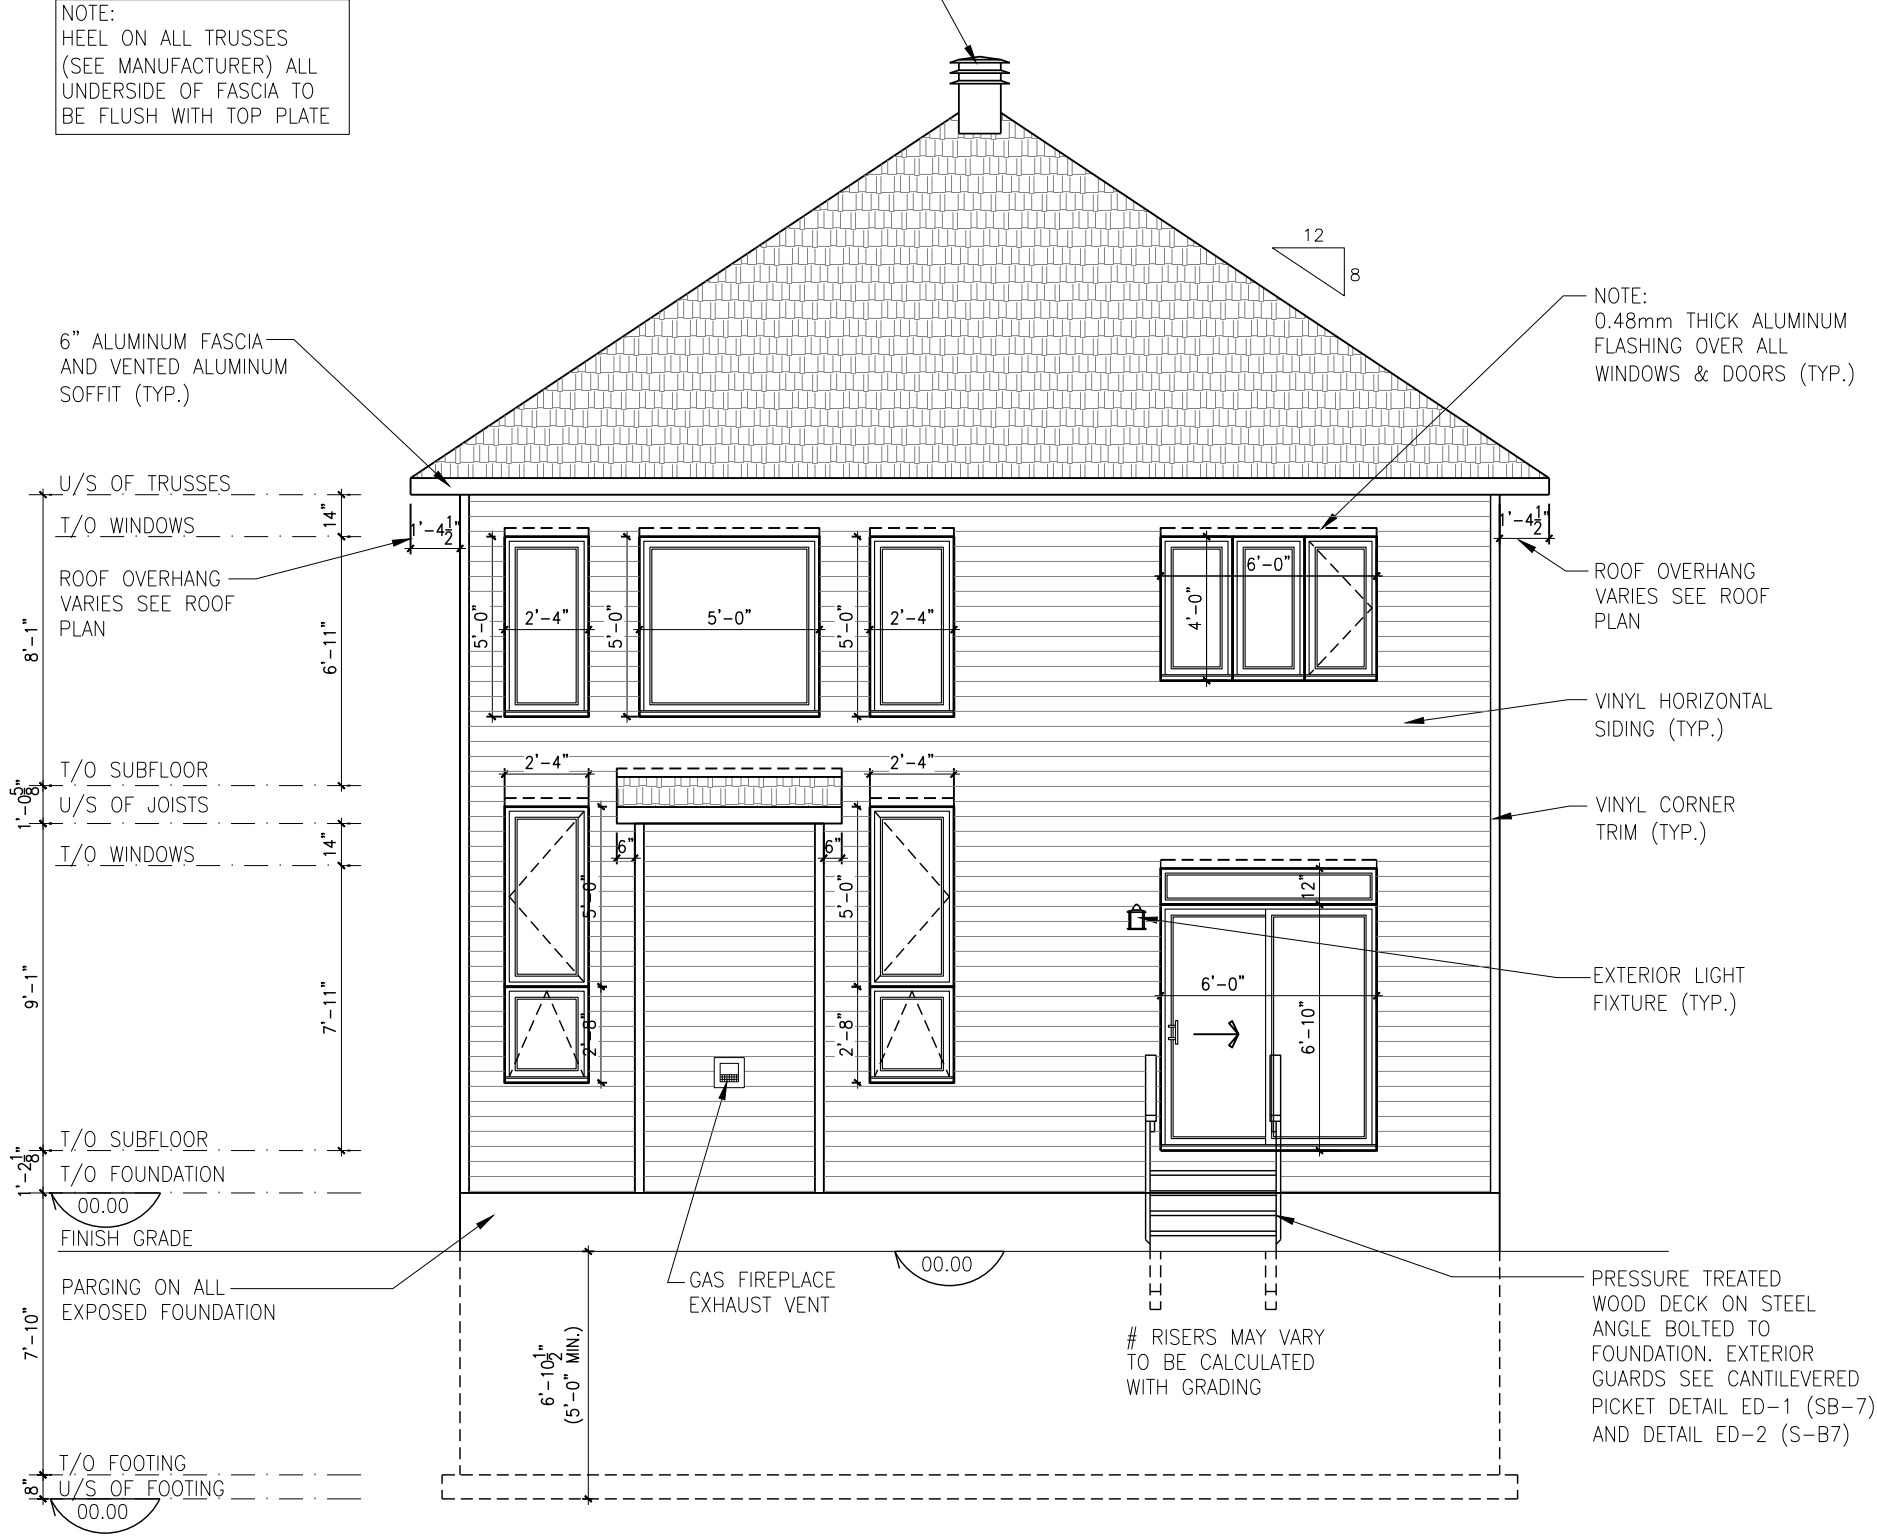 NOTE:
HEEL ON ALL TRUSSES
(SEE MANUFACTURER) ALL
UNDERSIDE OF FASCIA TO
BE FLUSH WITH TOP PLATE
12
8
NOTE:
0.48mm THICK ALUMINUM
FLASHING OVER ALL
WINDOWS & DOORS (TYP.)
6" ALUMINUM FASCIA
AND VENTED ALUMINUM
SOFFIT (TYP.)
U/S OF TRUSSES
14"
T/O WINDOWS
1'-4½"
1'-4½"
ROOF OVERHANG
VARIES SEE ROOF
PLAN
ROOF OVERHANG
VARIES SEE ROOF
PLAN
8'-1"
6'-11"
5'-0"
2'-4"
5'-0"
5'-0"
5'-0"
2'-4"
4'-0"
6'-0"
VINYL HORIZONTAL
SIDING (TYP.)
T/O SUBFLOOR
1'-0⅝"
U/S OF JOISTS
14"
T/O WINDOWS
2'-4"
2'-4"
6"
6"
5'-0"
5'-0"
2'-8"
2'-8"
VINYL CORNER
TRIM (TYP.)
12"
6'-0"
6'-10"
EXTERIOR LIGHT
FIXTURE (TYP.)
9'-1"
7'-11"
T/O SUBFLOOR
1'-2⅛"
T/O FOUNDATION
00.00
FINISH GRADE
PARGING ON ALL
EXPOSED FOUNDATION
GAS FIREPLACE
EXHAUST VENT
00.00
# RISERS MAY VARY
TO BE CALCULATED
WITH GRADING
PRESSURE TREATED
WOOD DECK ON STEEL
ANGLE BOLTED TO
FOUNDATION. EXTERIOR
GUARDS SEE CANTILEVERED
PICKET DETAIL ED-1 (SB-7)
AND DETAIL ED-2 (S-B7)
7'-10"
6'-10½"
(5'-0" MIN.)
T/O FOOTING
8"
U/S OF FOOTING
00.00